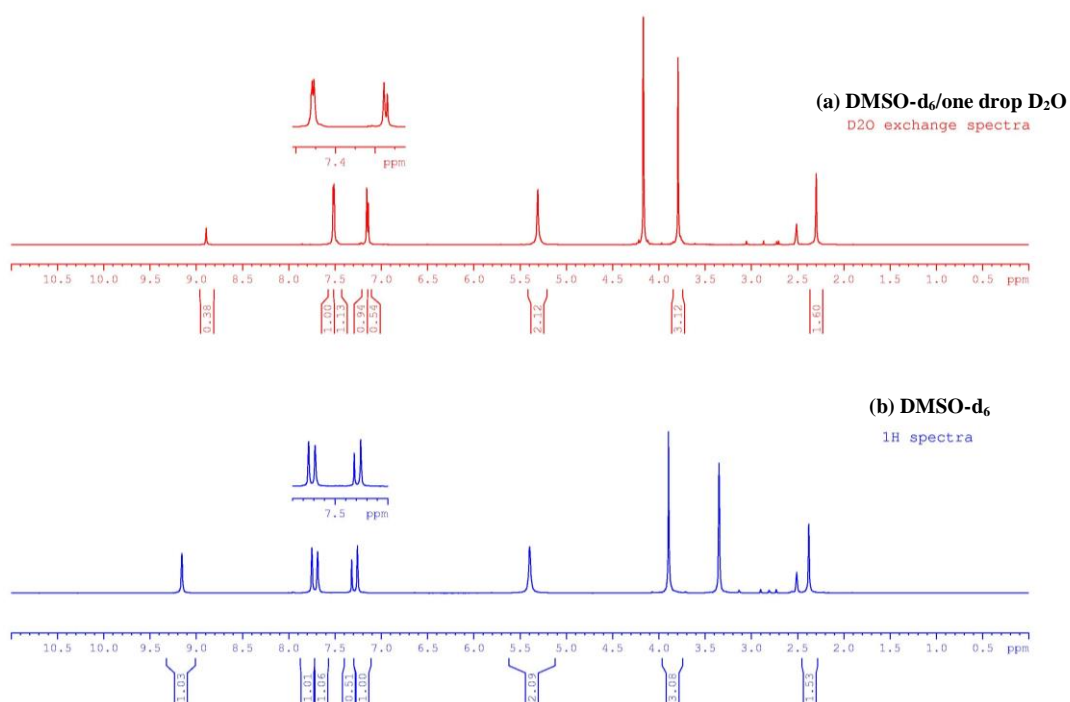 (a) DMSO-d₆/one drop D₂O
D2O exchange spectra
7.4 ppm
10.5 10.0 9.5 9.0 8.5 8.0 7.5 7.0 6.5 6.0 5.5 5.0 4.5 4.0 3.5 3.0 2.5 2.0 1.5 1.0 0.5 ppm
0.38 1.00 1.13 0.94 0.54 2.12 3.12 1.60
(b) DMSO-d₆
1H spectra
7.5 ppm
10.5 10.0 9.5 9.0 8.5 8.0 7.5 7.0 6.5 6.0 5.5 5.0 4.5 4.0 3.5 3.0 2.5 2.0 1.5 1.0 0.5 ppm
1.03 1.01 1.06 0.51 1.00 2.09 3.08 1.53